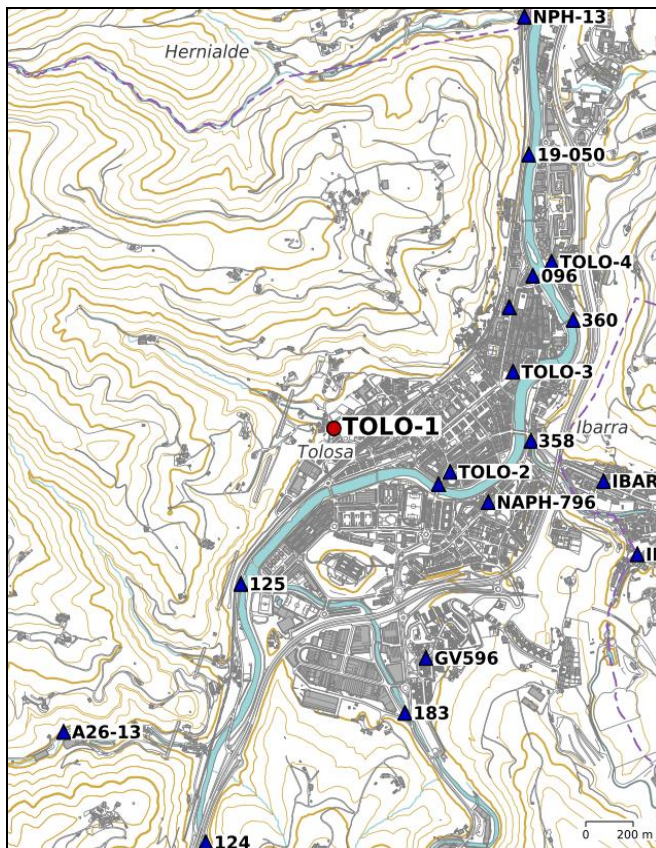 NPH-13
Hernialde
19-050
TOLO-4
096
360
TOLO-3
TOLO-1
Tolosa
358
Ibarra
TOLO-2
IBAR
NAPH-796
125
GV596
183
A26-13
124
0 200 m